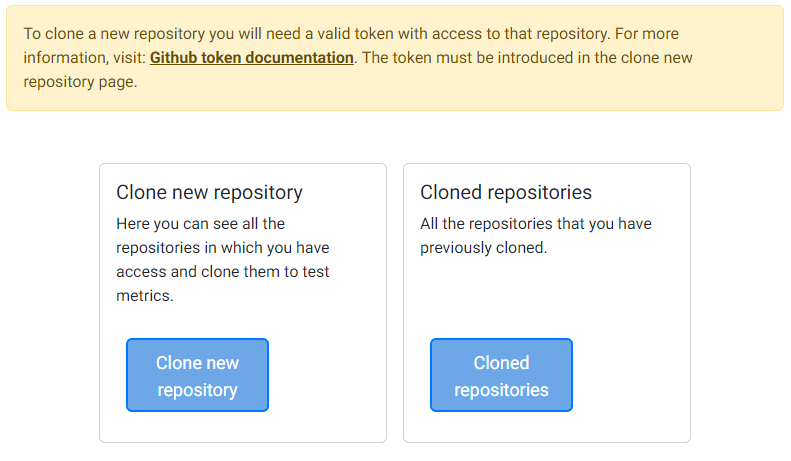 To clone a new repository you will need a valid token with access to that repository. For more
information, visit: Github token documentation. The token must be introduced in the clone new
repository page.
Clone new repository
Here you can see all the
repositories in which you have
access and clone them to test
metrics.
Clone new
repository
Cloned repositories
All the repositories that you have
previously cloned.
Cloned
repositories